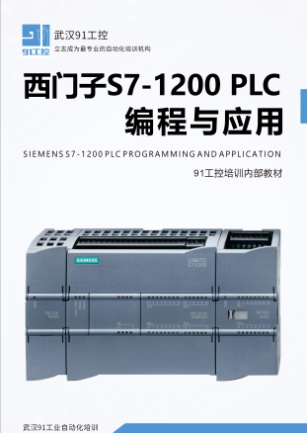 武汉91工控
立志成为最专业的自动化培训机构
91工控
西门子S7-1200 PLC
编程与应用
SIEMENS S7-1200 PLC PROGRAMMING AND APPLICATION
91工控培训内部教材
SIEMENS
武汉91工业自动化培训